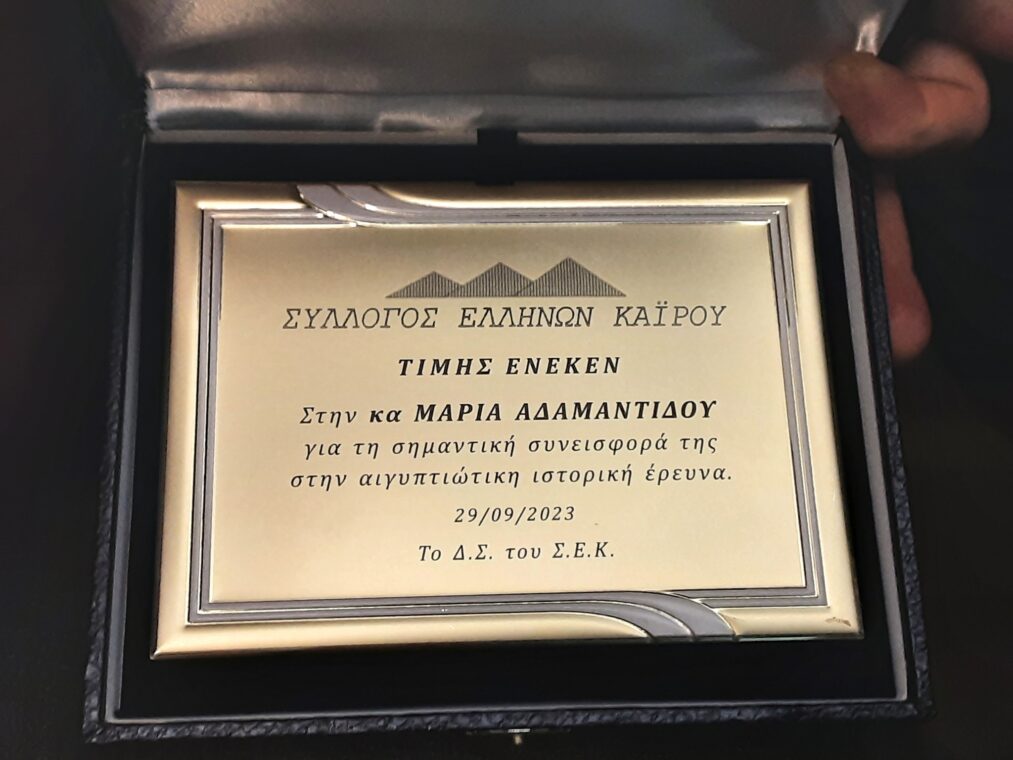 ΣΥΛΛΟΓΟΣ ΕΛΛΗΝΩΝ ΚΑΪΡΟΥ
ΤΙΜΗΣ ΕΝΕΚΕΝ
Στην κα ΜΑΡΙΑ ΑΔΑΜΑΝΤΙΔΟΥ
για τη σημαντική συνεισφορά της
στην αιγυπτιώτικη ιστορική έρευνα.
29/09/2023
Το Δ.Σ. του Σ.Ε.Κ.